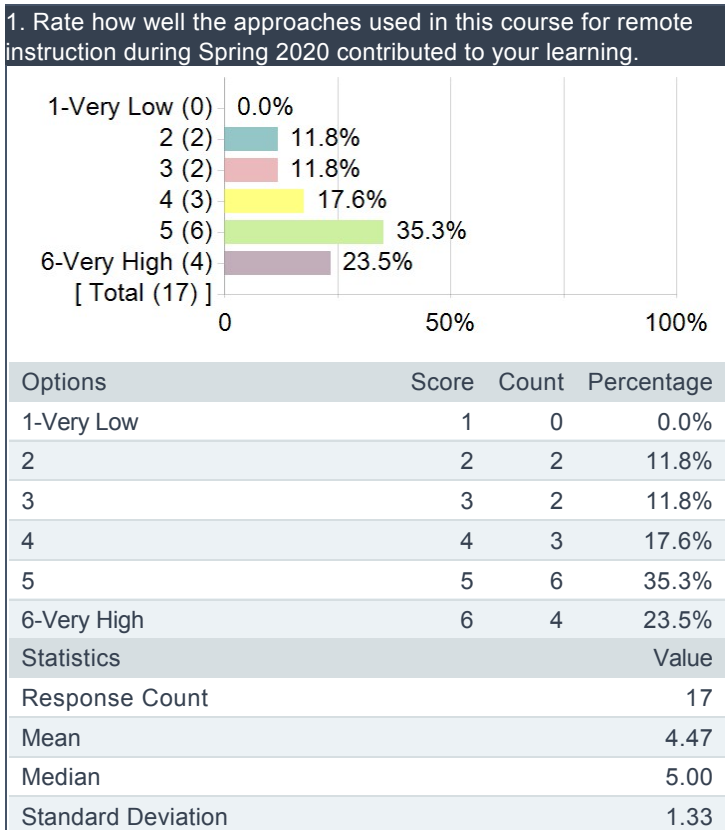 1. Rate how well the approaches used in this course for remote
instruction during Spring 2020 contributed to your learning.
1-Very Low (0) 0.0%
2 (2) 11.8%
3 (2) 11.8%
4 (3) 17.6%
5 (6) 35.3%
6-Very High (4) 23.5%
[ Total (17) ]
0 50% 100%
Options Score Count Percentage
1-Very Low 1 0 0.0%
2 2 2 11.8%
3 3 2 11.8%
4 4 3 17.6%
5 5 6 35.3%
6-Very High 6 4 23.5%
Statistics Value
Response Count 17
Mean 4.47
Median 5.00
Standard Deviation 1.33